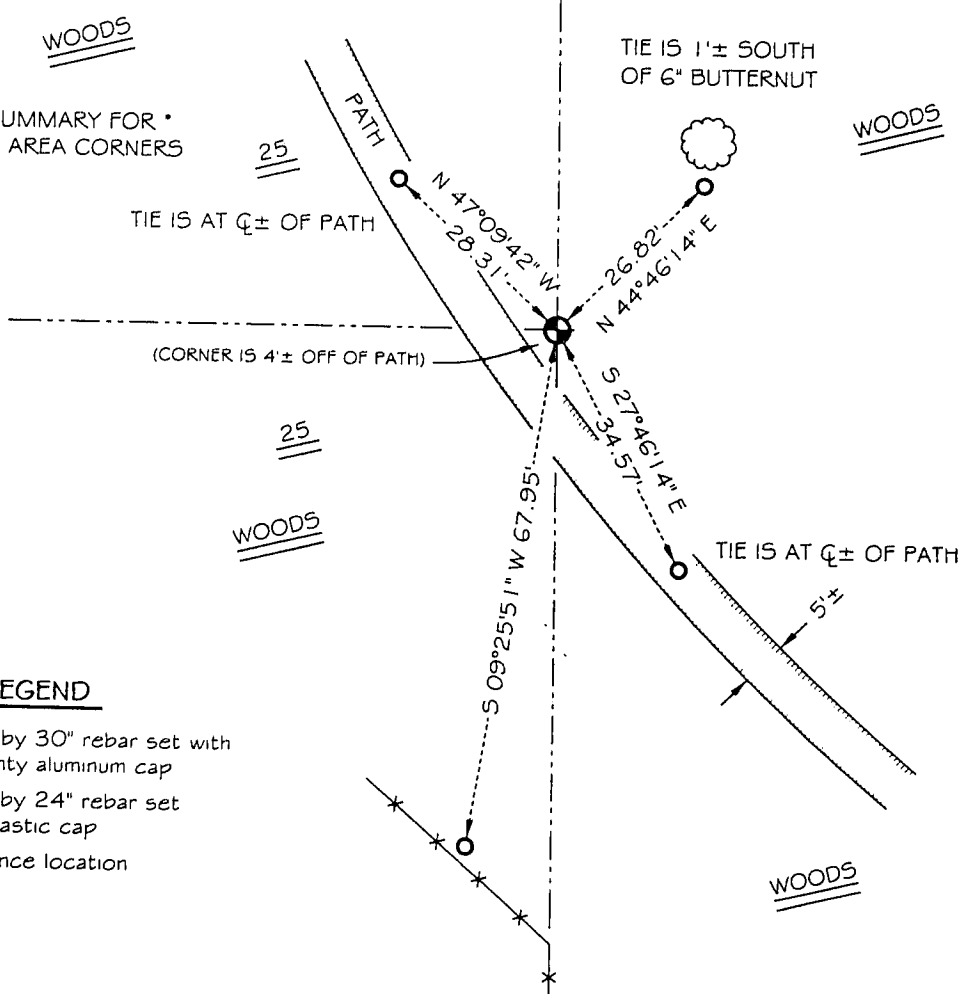 WOODS
TIE IS 1'± SOUTH
OF 6" BUTTERNUT
UMMARY FOR •
AREA CORNERS
PATH
WOODS
25
TIE IS AT ℄± OF PATH
N 47°09'42" W
28.31'
26.82'
N 44°46'14" E
(CORNER IS 4'± OFF OF PATH)
S 27°46'14" E
34.57'
25
WOODS
S 09°25'51" W 67.95'
TIE IS AT ℄± OF PATH
5'±
EGEND
by 30" rebar set with
nty aluminum cap
by 24" rebar set
astic cap
nce location
WOODS